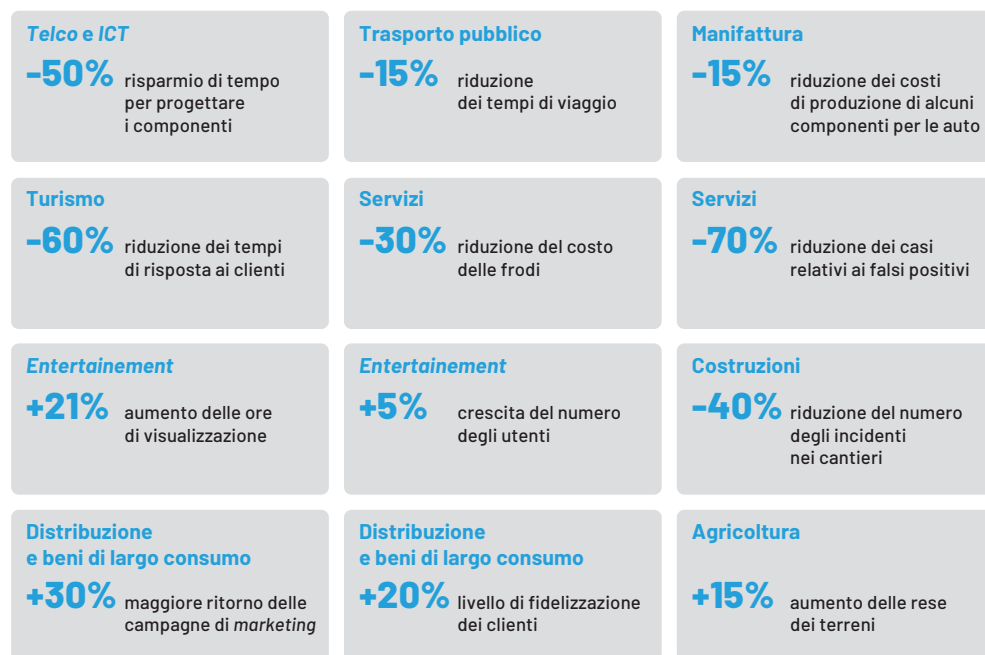 Telco e ICT
-50% risparmio di tempo
per progettare
i componenti
Trasporto pubblico
-15% riduzione
dei tempi di viaggio
Manifattura
-15% riduzione dei costi
di produzione di alcuni
componenti per le auto
Turismo
-60% riduzione dei tempi
di risposta ai clienti
Servizi
-30% riduzione del costo
delle frodi
Servizi
-70% riduzione dei casi
relativi ai falsi positivi
Entertainement
+21% aumento delle ore
di visualizzazione
Entertainement
+5% crescita del numero
degli utenti
Costruzioni
-40% riduzione del numero
degli incidenti
nei cantieri
Distribuzione
e beni di largo consumo
+30% maggiore ritorno delle
campagne di marketing
Distribuzione
e beni di largo consumo
+20% livello di fidelizzazione
dei clienti
Agricoltura
+15% aumento delle rese
dei terreni